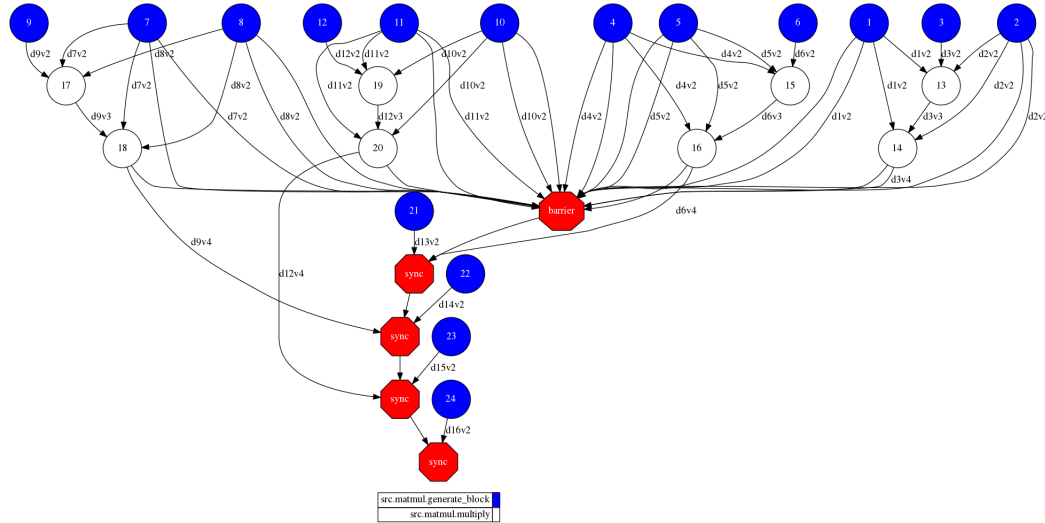 9 7 8 12 11 10 4 5 6 1 3 2
d9v2 d7v2 d8v2 d12v2 d11v2 d10v2 d4v2 d5v2 d6v2 d1v2 d3v2 d2v2
17 19 15 13
d7v2 d8v2 d11v2 d10v2 d4v2 d5v2 d1v2 d2v2
d9v3 d7v2 d8v2 d12v3 d11v2 d10v2 d4v2 d5v2 d6v3 d1v2 d3v3 d2v2
18 20 16 14
d3v4
21 barrier d6v4
d9v4 d13v2
d12v4 sync 22
d14v2
sync 23
d15v2
sync 24
d16v2
sync
src.matmul.generate_block
src.matmul.multiply